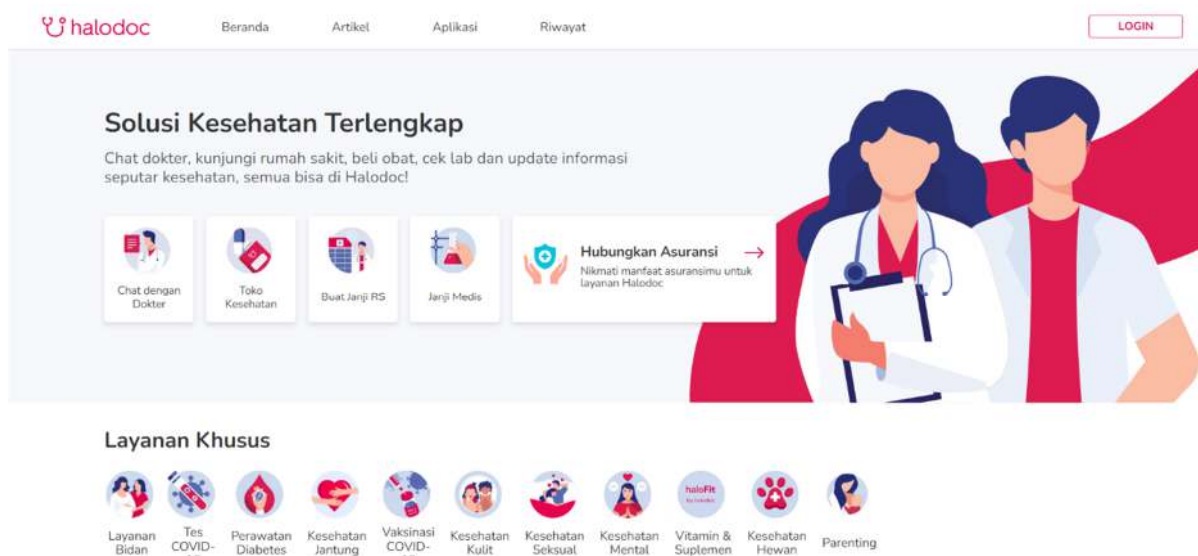 halodoc
Beranda
Artikel
Aplikasi
Riwayat
LOGIN
Solusi Kesehatan Terlengkap
Chat dokter, kunjungi rumah sakit, beli obat, cek lab dan update informasi
seputar kesehatan, semua bisa di Halodoc!
Chat dengan
Dokter
Toko
Kesehatan
Buat Janji RS
Janji Medis
Hubungkan Asuransi
Nikmati manfaat asuransimu untuk
layanan Halodoc
Layanan Khusus
Layanan
Bidan
Tes
COVID-
Perawatan
Diabetes
Kesehatan
Jantung
Vaksinasi
COVID-
Kesehatan
Kulit
Kesehatan
Seksual
Kesehatan
Mental
haloFit
by halodoc
Vitamin &
Suplemen
Kesehatan
Hewan
Parenting